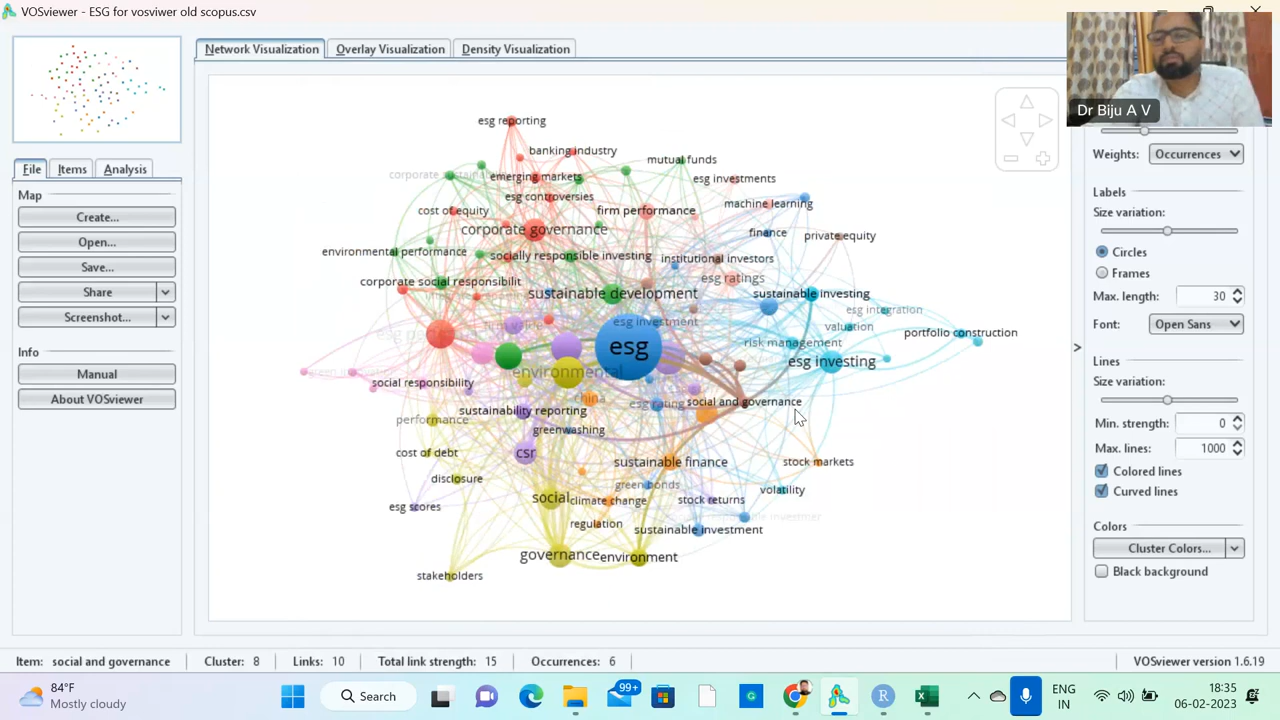 VOSviewer - ESG for vosviwer old scopus.csv
Network Visualization
Overlay Visualization
Density Visualization
Dr Biju A V
File
Items
Analysis
Map
Create...
Open...
Save...
Share
Screenshot...
Info
Manual
About VOSviewer
esg reporting
banking industry
mutual funds
emerging markets
esg investments
esg controversies
machine learning
cost of equity
firm performance
corporate governance
finance
private equity
environmental performance
socially responsible investing
institutional investors
esg ratings
corporate social responsibilit
sustainable development
sustainable investing
esg investment
esg integration
valuation
portfolio construction
risk management
esg
esg investing
environmental
social responsibility
china
esg rating
social and governance
sustainability reporting
performance
greenwashing
cost of debt
csr
sustainable finance
stock markets
disclosure
green bonds
volatility
social
climate change
stock returns
esg scores
regulation
sustainable investment
governance
environment
stakeholders
Weights:
Occurrences
Labels
Size variation:
Circles
Frames
Max. length:
30
Font:
Open Sans
Lines
Size variation:
Min. strength:
0
Max. lines:
1000
Colored lines
Curved lines
Colors
Cluster Colors...
Black background
Item: social and governance
Cluster: 8
Links: 10
Total link strength: 15
Occurrences: 6
VOSviewer version 1.6.19
84°F
Mostly cloudy
Search
99+
ENG
IN
18:35
06-02-2023